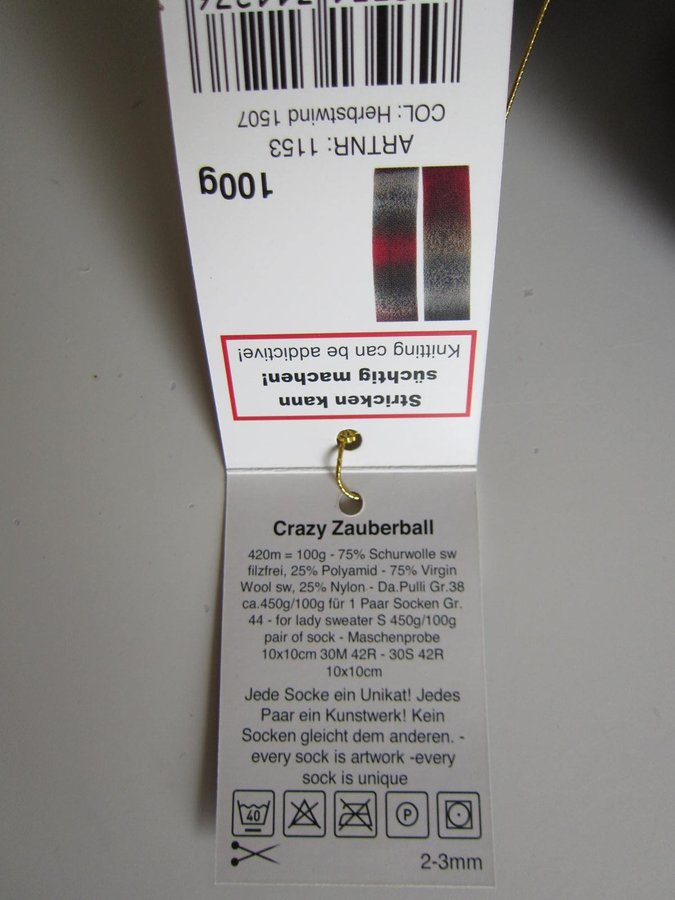 Stricken kann
süchtig machen!
Knitting can be addictive!
100g
ARTNR: 1153
COL: Herbstwind 1507
Crazy Zauberball
420m = 100g - 75% Schurwolle sw
filzfrei, 25% Polyamid - 75% Virgin
Wool sw, 25% Nylon - Da.Pulli Gr.38
ca.450g/100g für 1 Paar Socken Gr.
44 - for lady sweater S 450g/100g
pair of sock - Maschenprobe
10x10cm 30M 42R - 30S 42R
10x10cm
Jede Socke ein Unikat! Jedes
Paar ein Kunstwerk! Kein
Socken gleicht dem anderen. -
every sock is artwork -every
sock is unique
40 P
2-3mm